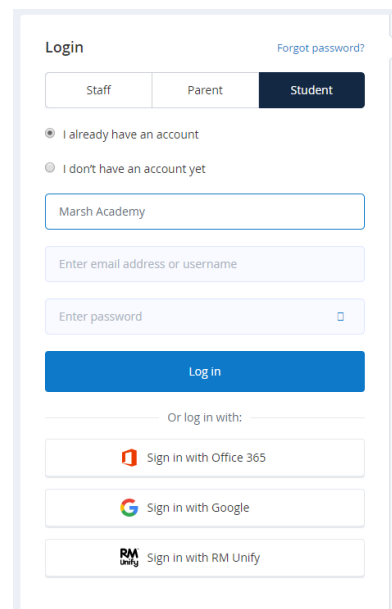 Login Forgot password?
Staff Parent Student
I already have an account
I don't have an account yet
Marsh Academy
Enter email address or username
Enter password
Log in
Or log in with:
Sign in with Office 365
Sign in with Google
RM Unify Sign in with RM Unify